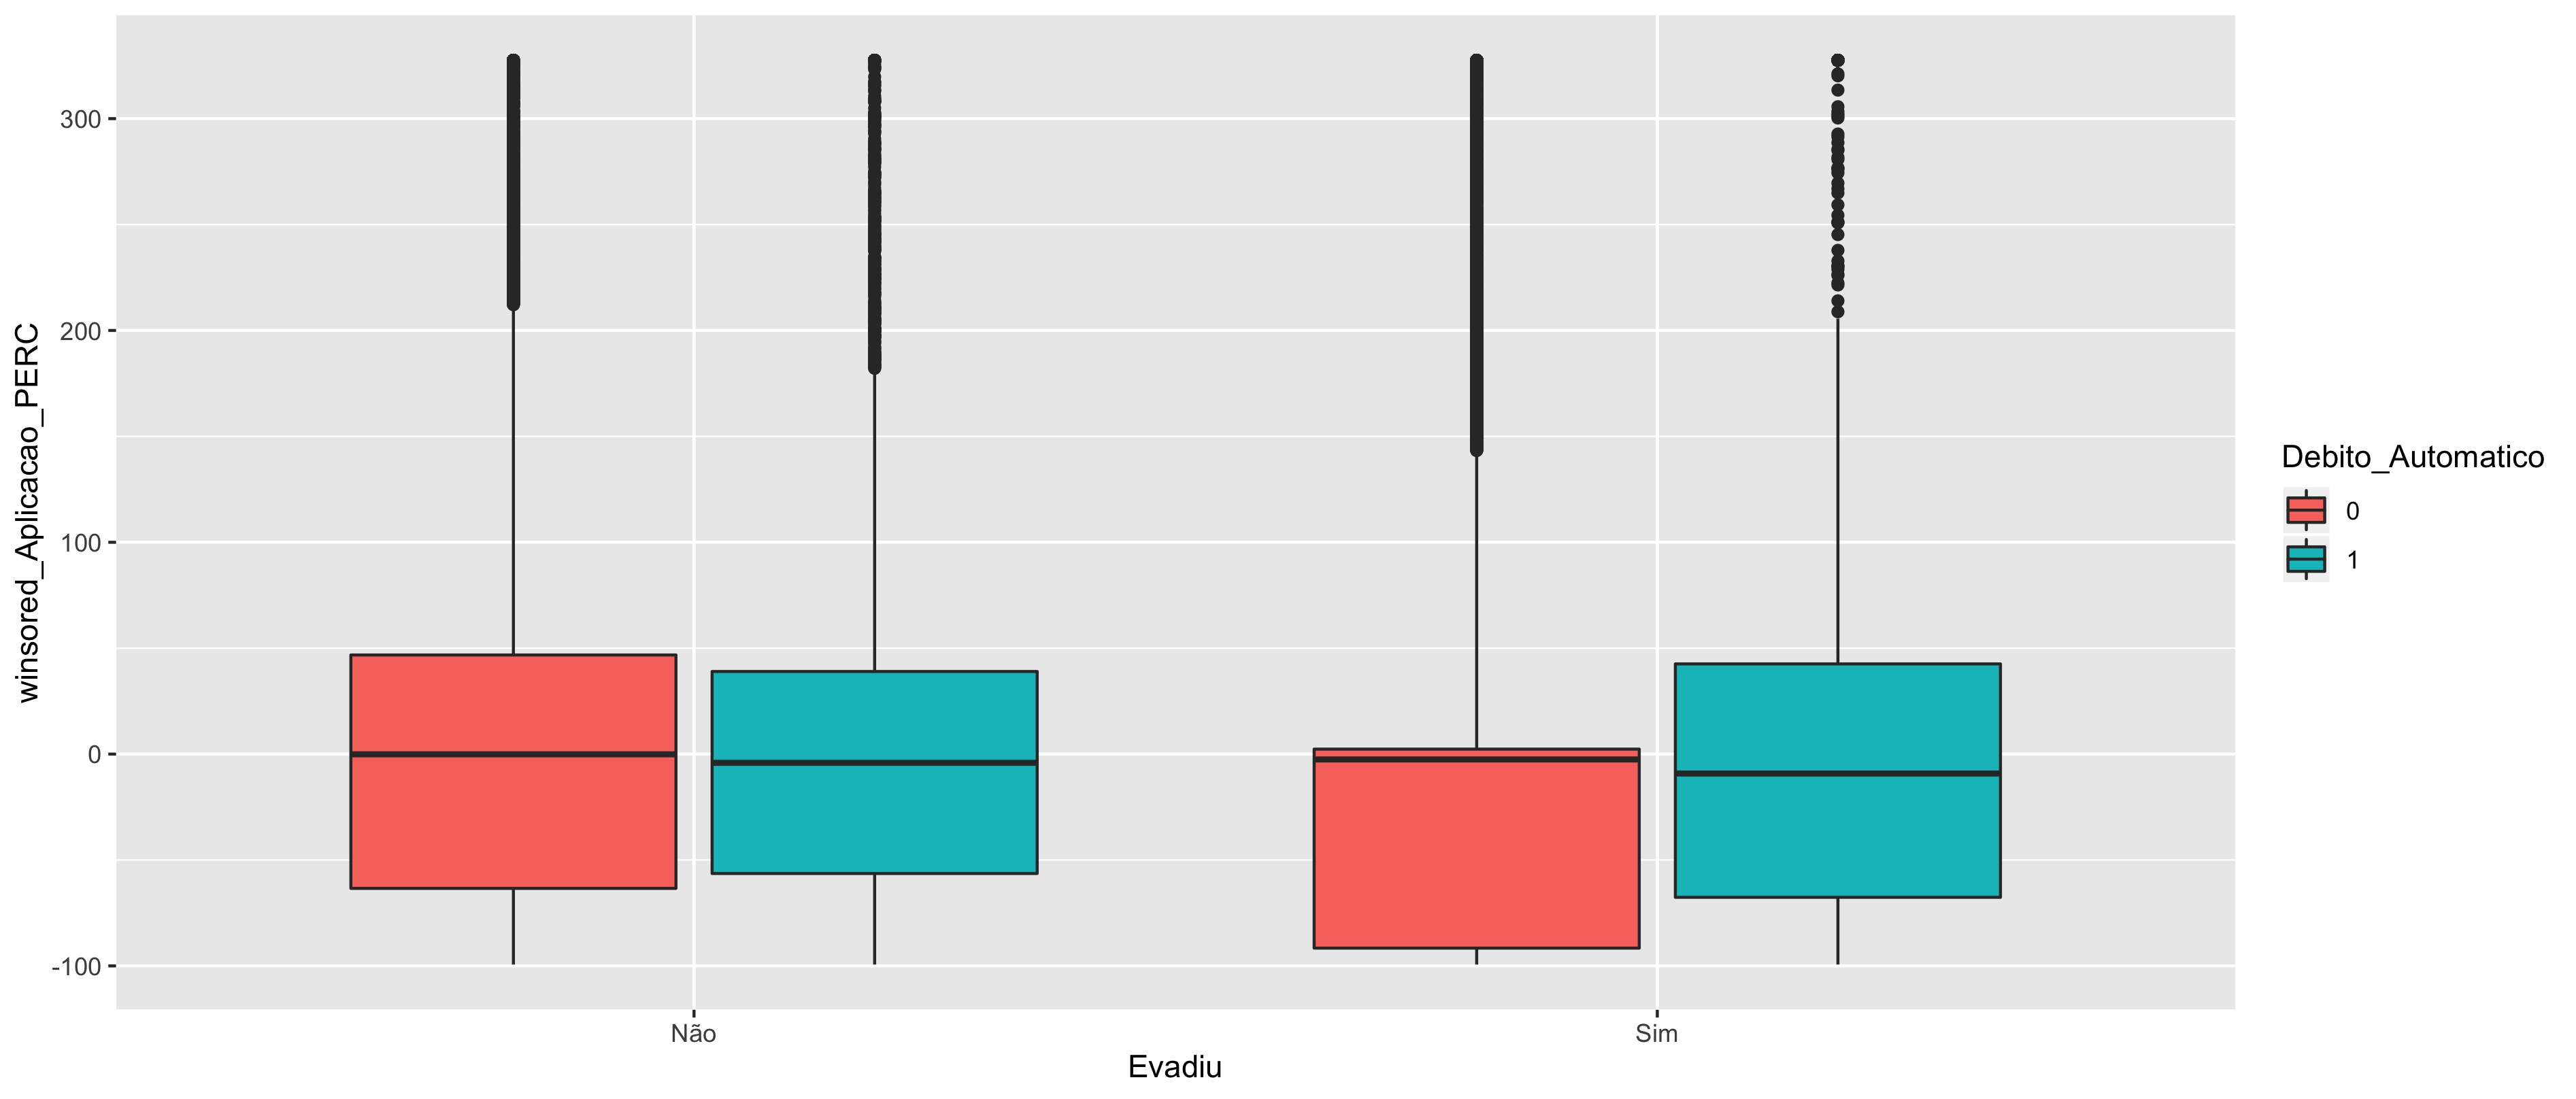 winsored_Aplicacao_PERC
300
200
100
0
-100
Não
Sim
Evadiu
Debito_Automatico
0
1